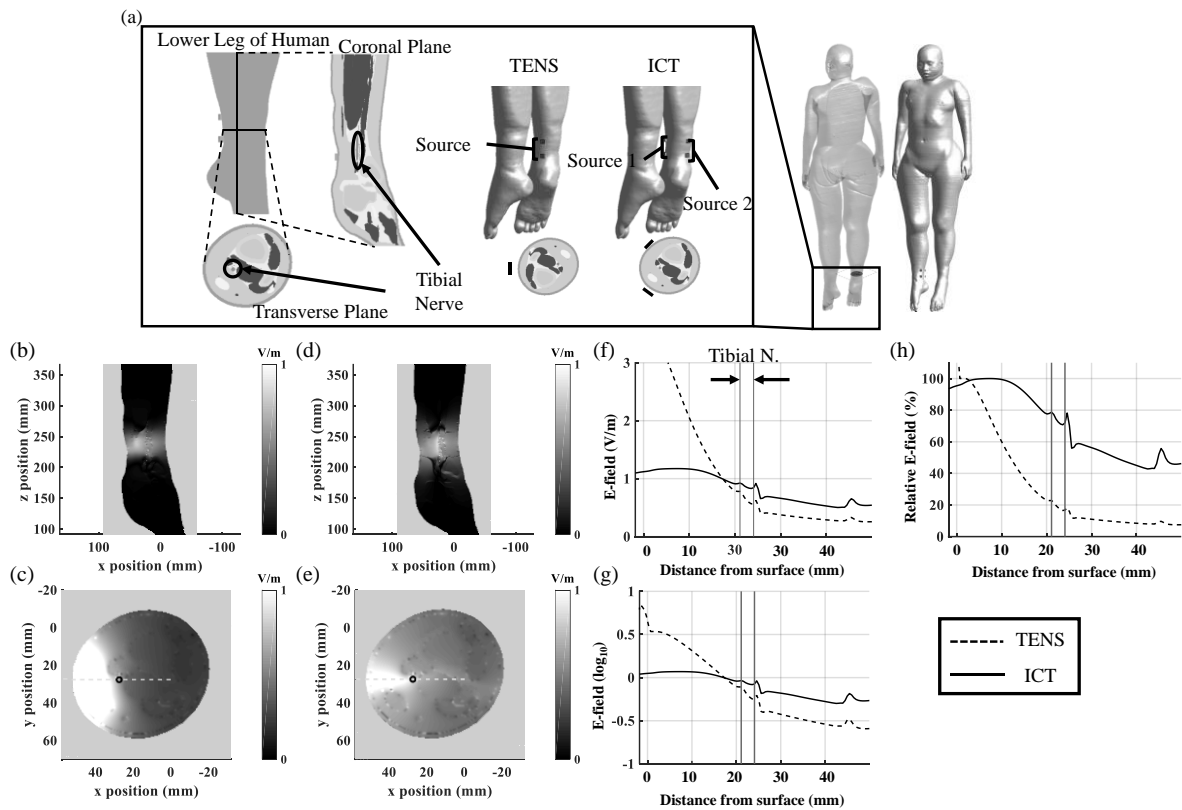 (a)
Lower Leg of Human
Coronal Plane
TENS
ICT
Source
Source 1
Source 2
Tibial
Nerve
Transverse Plane
(b)
V/m
1
350
300
250
200
150
100
z position (mm)
0
100
0
-100
x position (mm)
(d)
V/m
1
350
300
250
200
150
100
z position (mm)
0
100
0
-100
x position (mm)
(f)
Tibial N.
3
2
1
0
E-field (V/m)
0
10
30
30
40
Distance from surface (mm)
(h)
100
80
60
40
20
0
Relative E-field (%)
0
10
20
30
40
Distance from surface (mm)
(c)
V/m
1
-20
0
20
40
60
y position (mm)
0
40
20
0
-20
x position (mm)
(e)
V/m
1
-20
0
20
40
60
y position (mm)
0
40
20
0
-20
x position (mm)
(g)
1
0.5
0
-0.5
-1
E-field (log10)
0
10
20
30
40
Distance from surface (mm)
TENS
ICT